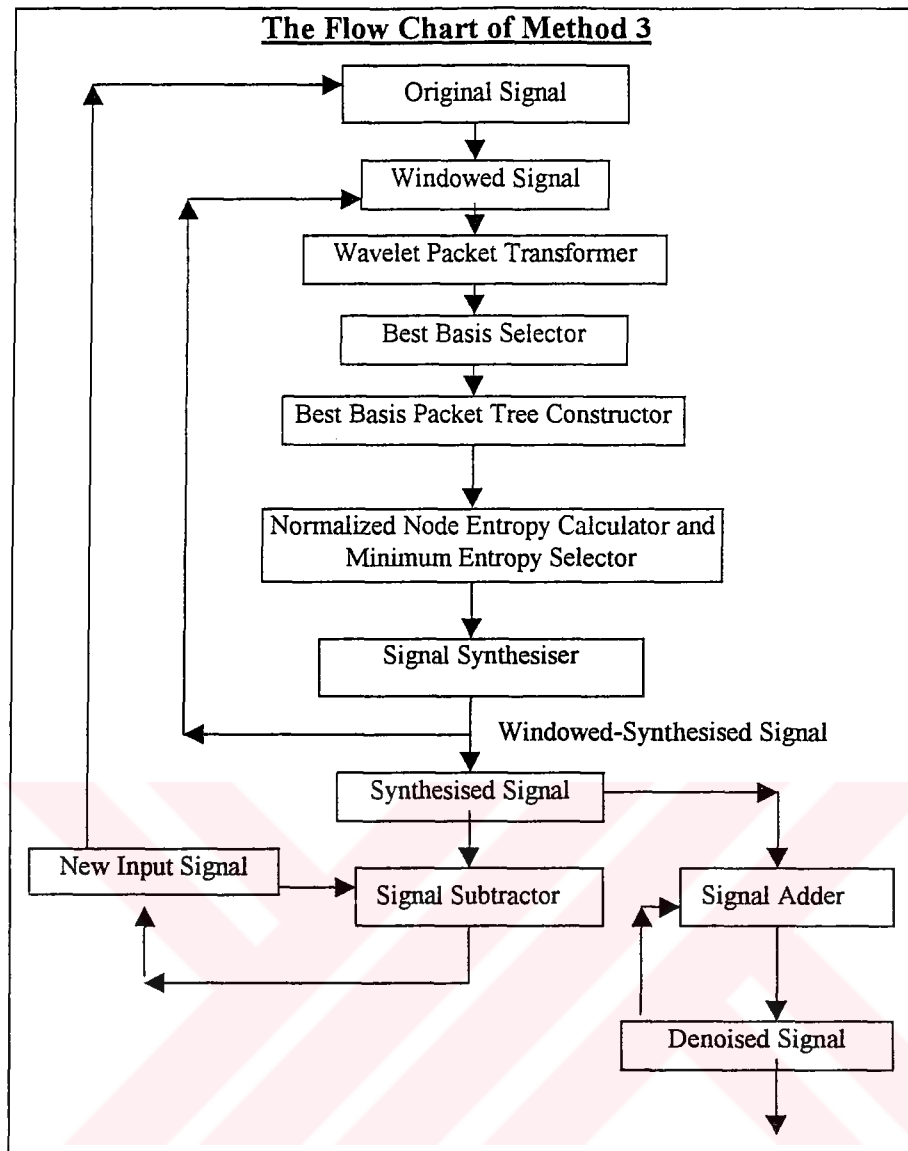 The Flow Chart of Method 3
Original Signal
Windowed Signal
Wavelet Packet Transformer
Best Basis Selector
Best Basis Packet Tree Constructor
Normalized Node Entropy Calculator and
Minimum Entropy Selector
Signal Synthesiser
Windowed-Synthesised Signal
Synthesised Signal
New Input Signal
Signal Subtractor
Signal Adder
Denoised Signal